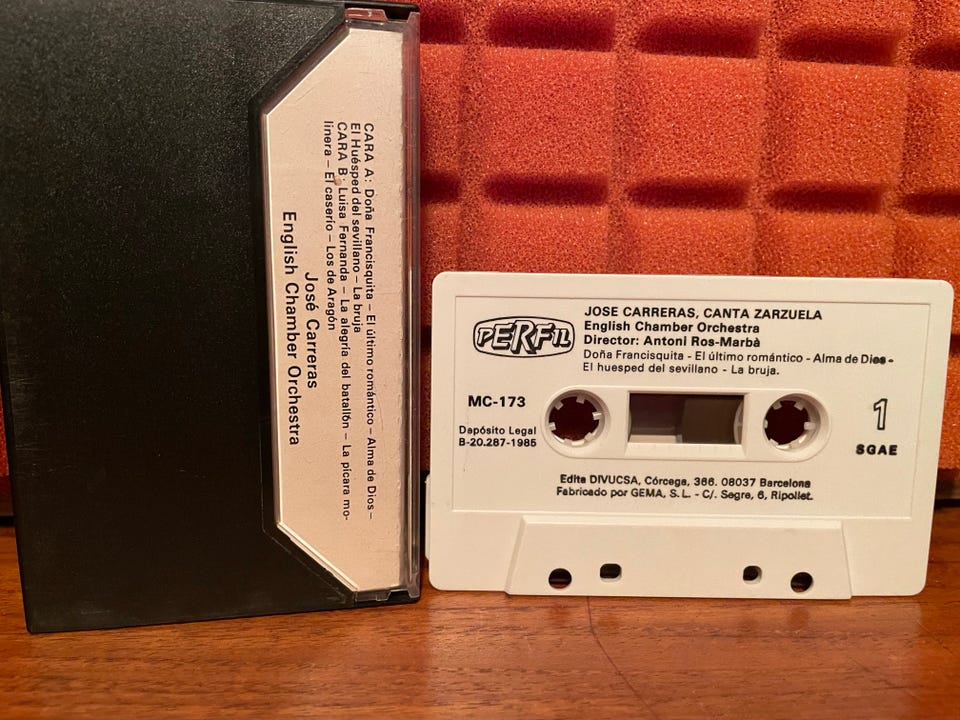 CARA A: Doña Francisquita – El último romántico – Alma de Dios –
El Huésped del sevillano – La bruja
CARA B: Luisa Fernanda – La alegría del batallón – La pícara mo-
linera – El caserío – Los de Aragón
José Carreras
English Chamber Orchestra
PERFIL
JOSE CARRERAS, CANTA ZARZUELA
English Chamber Orchestra
Director: Antoni Ros-Marbà
Doña Francisquita - El último romántico - Alma de Dios -
El huesped del sevillano - La bruja.
MC-173
Depósito Legal
B-20.287-1985
1
SGAE
Edita DIVUCSA, Córcega, 366. 08037 Barcelona
Fabricado por GEMA, S.L. - C/. Segre, 6, Ripollet.